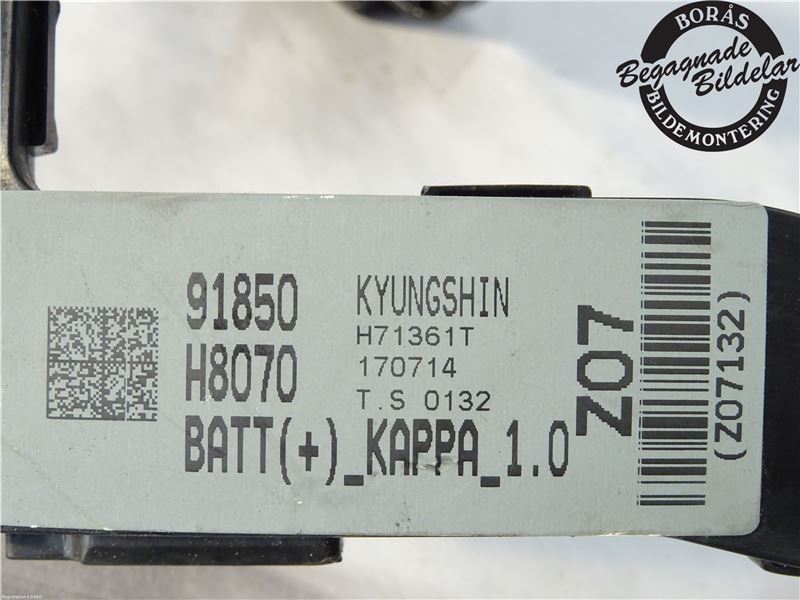 BORÅS
Begagnade
Bildelar
BILDEMONTERING
91850
H8070
BATT(+)_KAPPA_1.0
KYUNGSHIN
H71361T
170714
T.S 0132
Z07
(Z07132)